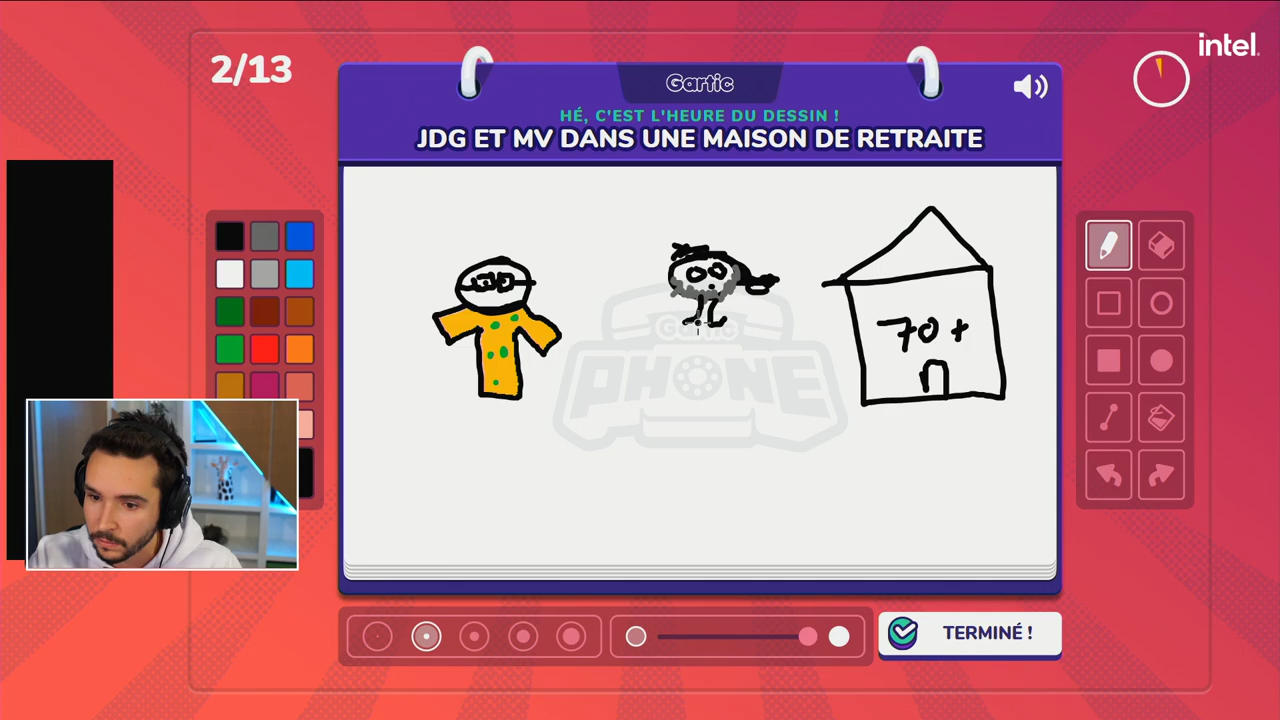 2/13
intel.
Gartic
HÉ, C'EST L'HEURE DU DESSIN !
JDG ET MV DANS UNE MAISON DE RETRAITE
70 +
Gartic
PHONE
TERMINÉ !